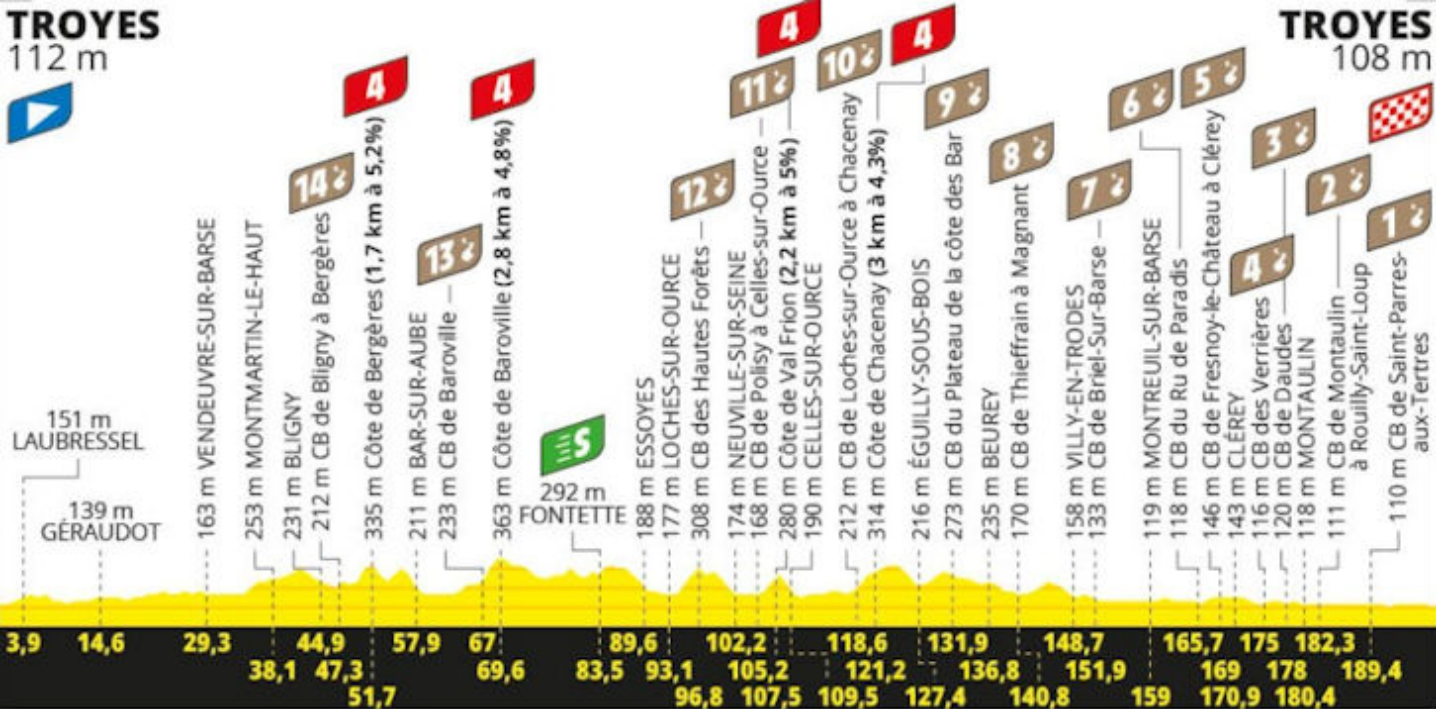 TROYES
112 m
TROYES
108 m
151 m
LAUBRESSEL
139 m
GÉRAUDOT
163 m VENDEUVRE-SUR-BARSE
253 m MONTMARTIN-LE-HAUT
231 m BLIGNY
14
212 m CB de Bligny à Bergères
4
335 m Côte de Bergères (1,7 km à 5,2%)
211 m BAR-SUR-AUBE
13
233 m CB de Baroville
4
363 m Côte de Baroville (2,8 km à 4,8%)
S
292 m
FONTETTE
188 m ESSOYES
177 m LOCHES-SUR-OURCE
12
308 m CB des Hautes Forêts
174 m NEUVILLE-SUR-SEINE
11
168 m CB de Polisy à Celles-sur-Ource
4
280 m Côte de Val Frion (2,2 km à 5%)
190 m CELLES-SUR-OURCE
10
212 m CB de Loches-sur-Ource à Chacenay
4
314 m Côte de Chacenay (3 km à 4,3%)
216 m ÉGUILLY-SOUS-BOIS
9
273 m CB du Plateau de la côte des Bar
235 m BEUREY
8
170 m CB de Thieffrain à Magnant
158 m VILLY-EN-TRODES
7
133 m CB de Briel-Sur-Barse
119 m MONTREUIL-SUR-BARSE
6
118 m CB du Ru de Paradis
5
146 m CB de Fresnoy-le-Château à Clérey
143 m CLÉREY
4
116 m CB des Verrières
3
120 m CB de Daudes
118 m MONTAULIN
2
111 m CB de Montaulin
à Rouilly-Saint-Loup
1
110 m CB de Saint-Parres-
aux-Tertres
3,9 14,6 29,3 44,9 57,9 67 89,6 102,2 118,6 131,9 148,7 165,7 175 182,3
38,1 47,3 69,6 83,5 93,1 105,2 121,2 136,8 151,9 169 178 189,4
51,7 96,8 107,5 109,5 127,4 140,8 159 170,9 180,4